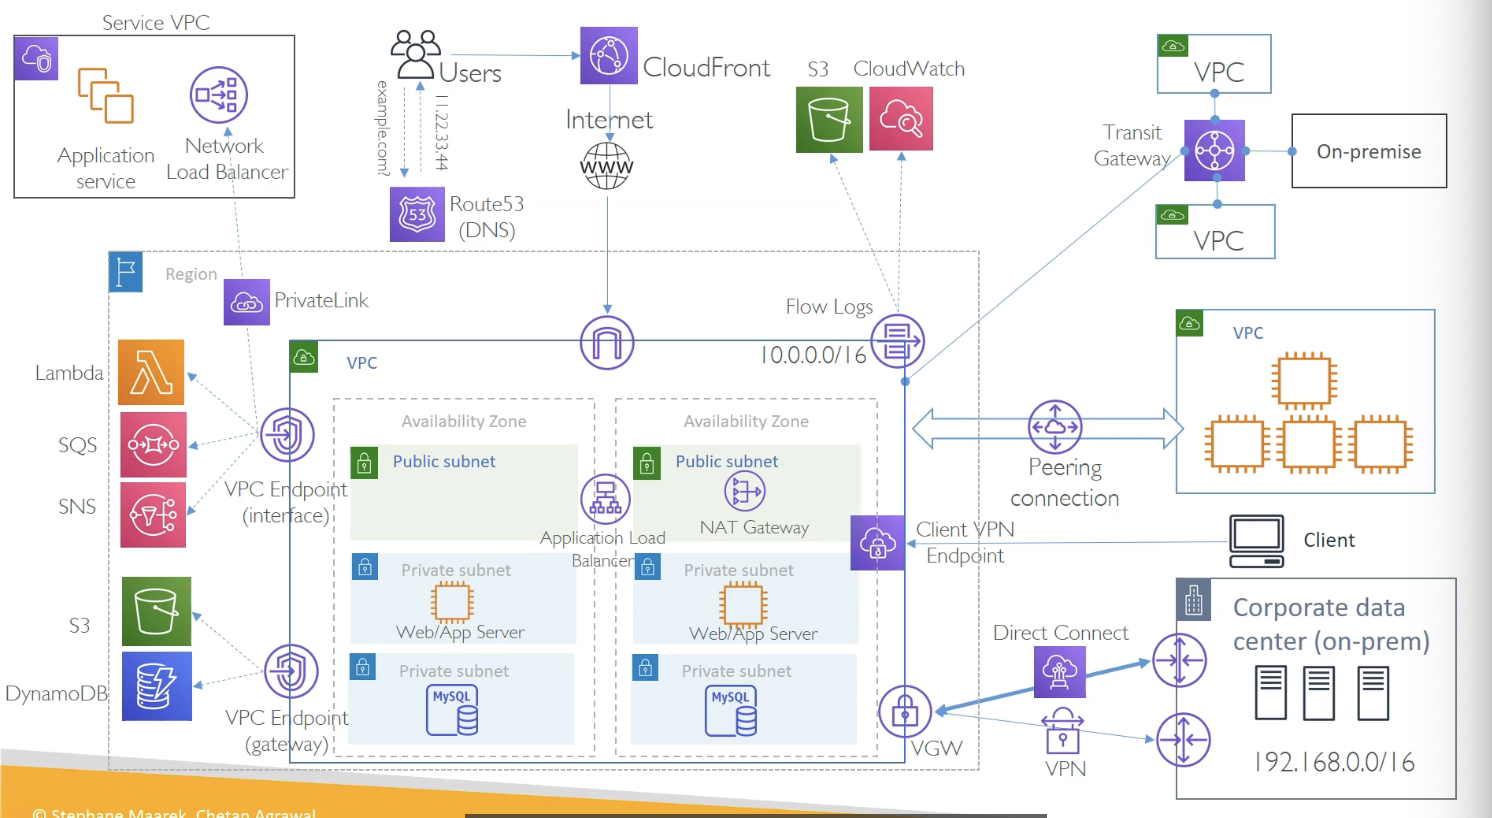 Service VPC
Application
service
Network
Load Balancer
Users
example.com?
11.22.33.44
CloudFront
Internet
WWW
53
Route53
(DNS)
S3
CloudWatch
VPC
Transit
Gateway
On-premise
VPC
Region
PrivateLink
Flow Logs
10.0.0.0/16
VPC
VPC
Lambda
SQS
SNS
VPC Endpoint
(interface)
Availability Zone
Availability Zone
Public subnet
Public subnet
NAT Gateway
Application Load
Balancer
Private subnet
Web/App Server
Private subnet
Web/App Server
Private subnet
MySQL
Private subnet
MySQL
Peering
connection
Client VPN
Endpoint
Client
S3
DynamoDB
VPC Endpoint
(gateway)
Direct Connect
VGW
VPN
Corporate data
center (on-prem)
192.168.0.0/16
© Stephane Maarek, Chetan Agrawal